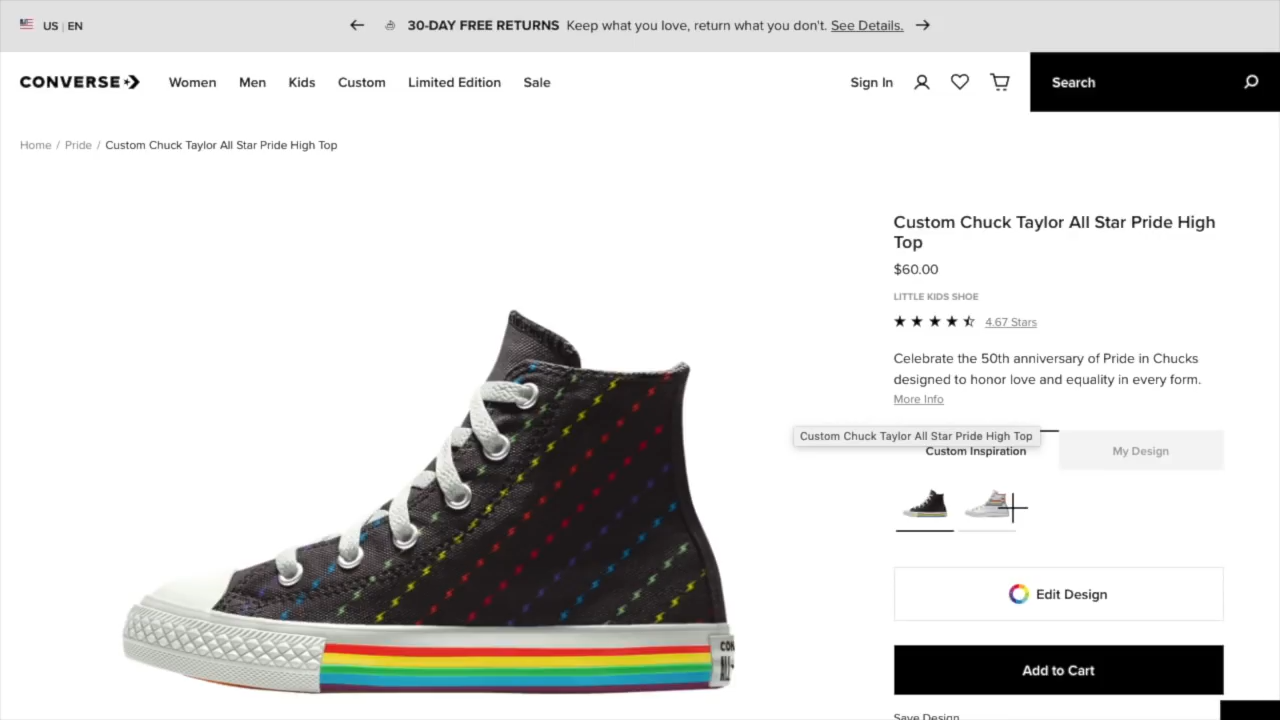 US | EN
30-DAY FREE RETURNS Keep what you love, return what you don't. See Details.
CONVERSE
Women Men Kids Custom Limited Edition Sale
Sign In
Search
Home / Pride / Custom Chuck Taylor All Star Pride High Top
Custom Chuck Taylor All Star Pride High
Top
$60.00
LITTLE KIDS SHOE
4.67 Stars
Celebrate the 50th anniversary of Pride in Chucks
designed to honor love and equality in every form.
More Info
Custom Chuck Taylor All Star Pride High Top
Custom Inspiration
My Design
Edit Design
Add to Cart
Save Design